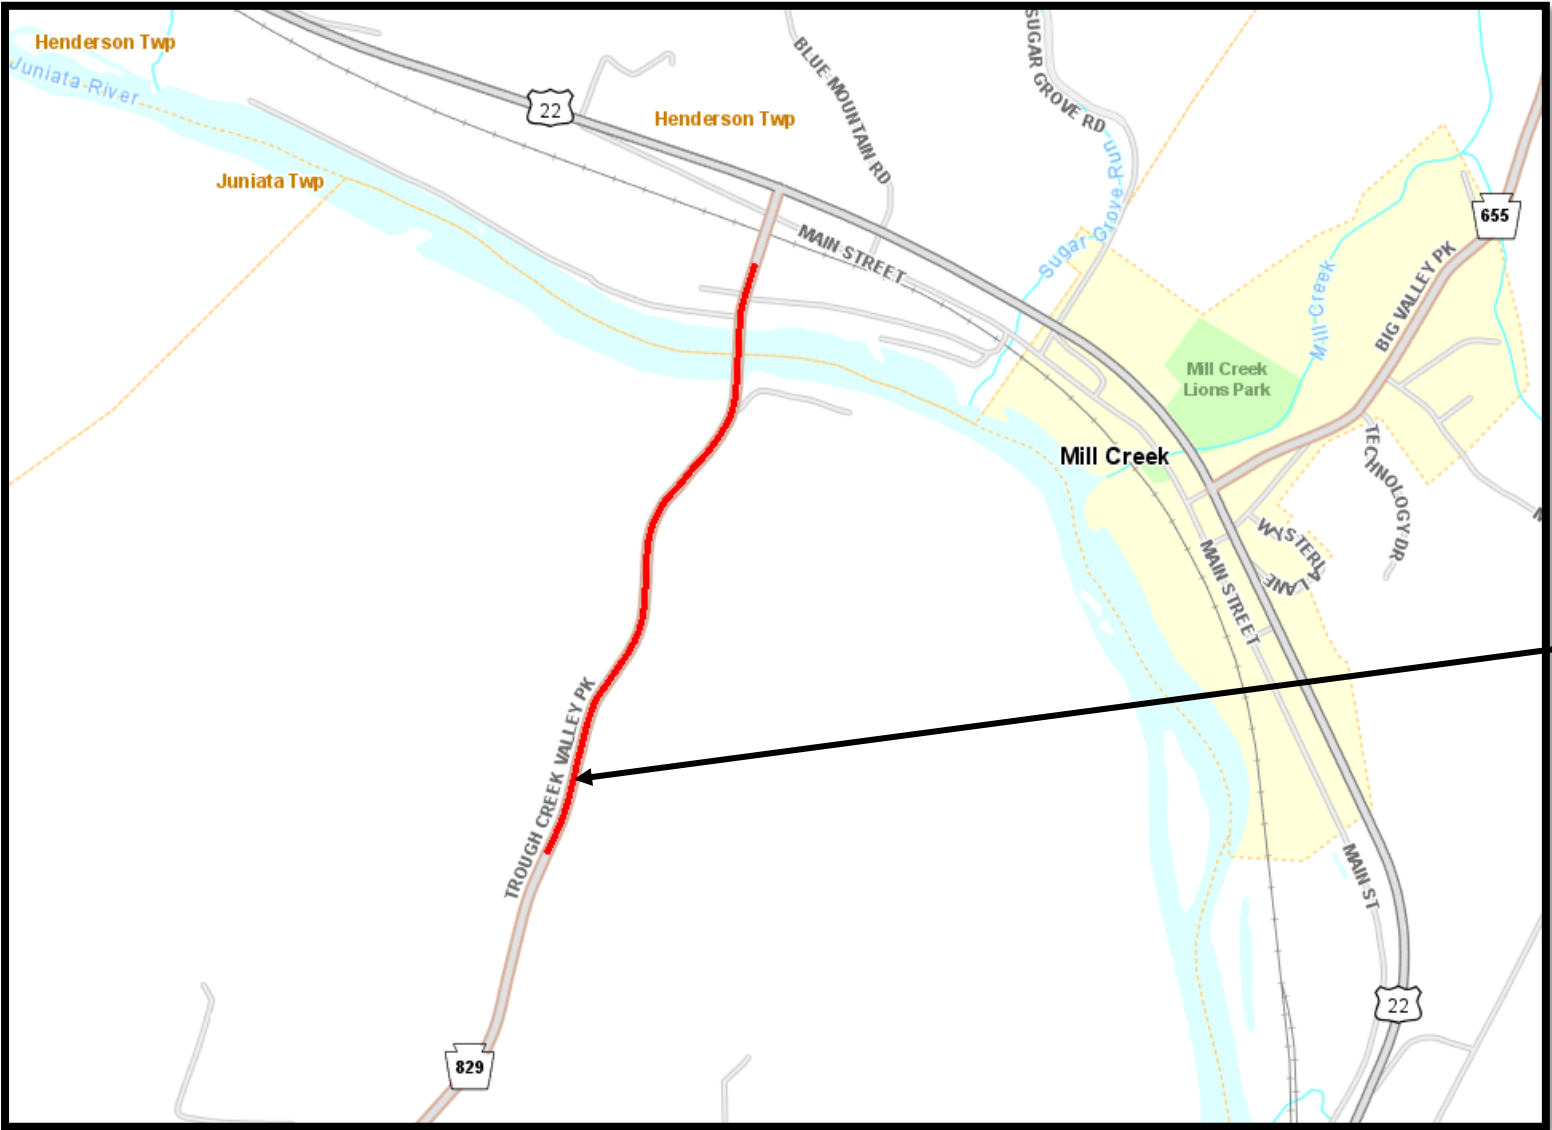 Henderson Twp
Juniata River
Juniata Twp
22
Henderson Twp
BLUE MOUNTAIN RD
SUGAR GROVE RD
Sugar Grove Run
MAIN STREET
655
BIG VALLEY PK
Mill Creek
Mill Creek
Lions Park
Mill Creek
TECHNOLOGY DR
WYSTERIA LANE
MAIN STREET
TROUGH CREEK VALLEY PK
MAIN ST
22
829